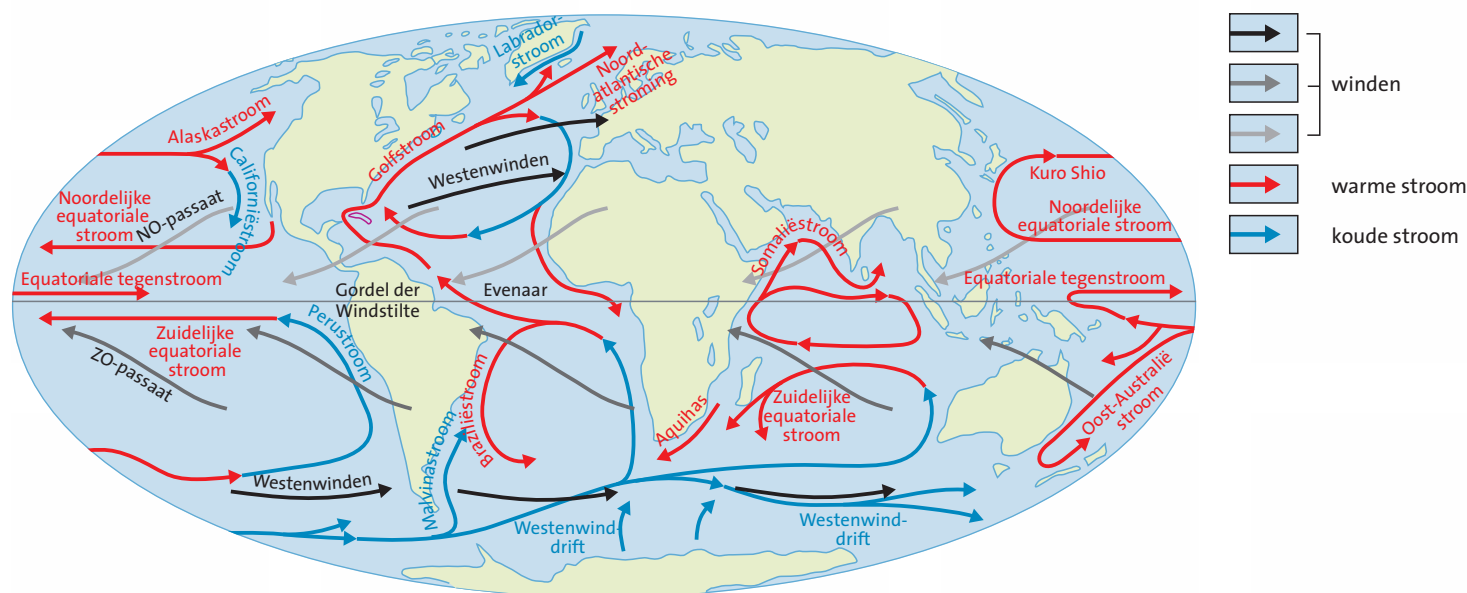 Labrador-
stroom
Noord-
atlantische
stroming
Alaskastroom
Californiëstroom
Golfstroom
Westenwinden
Noordelijke
equatoriale
stroom
NO-passaat
Equatoriale tegenstroom
Gordel der
Windstilte
Evenaar
Somaliëstroom
Kuro Shio
Noordelijke
equatoriale stroom
Equatoriale tegenstroom
Zuidelijke
equatoriale
stroom
ZO-passaat
Perustroom
Braziliëstroom
Malvinastroom
Aquihas
Zuidelijke
equatoriale
stroom
Oost-Australië
stroom
Westenwinden
Westenwind-
drift
Westenwind-
drift
winden
warme stroom
koude stroom